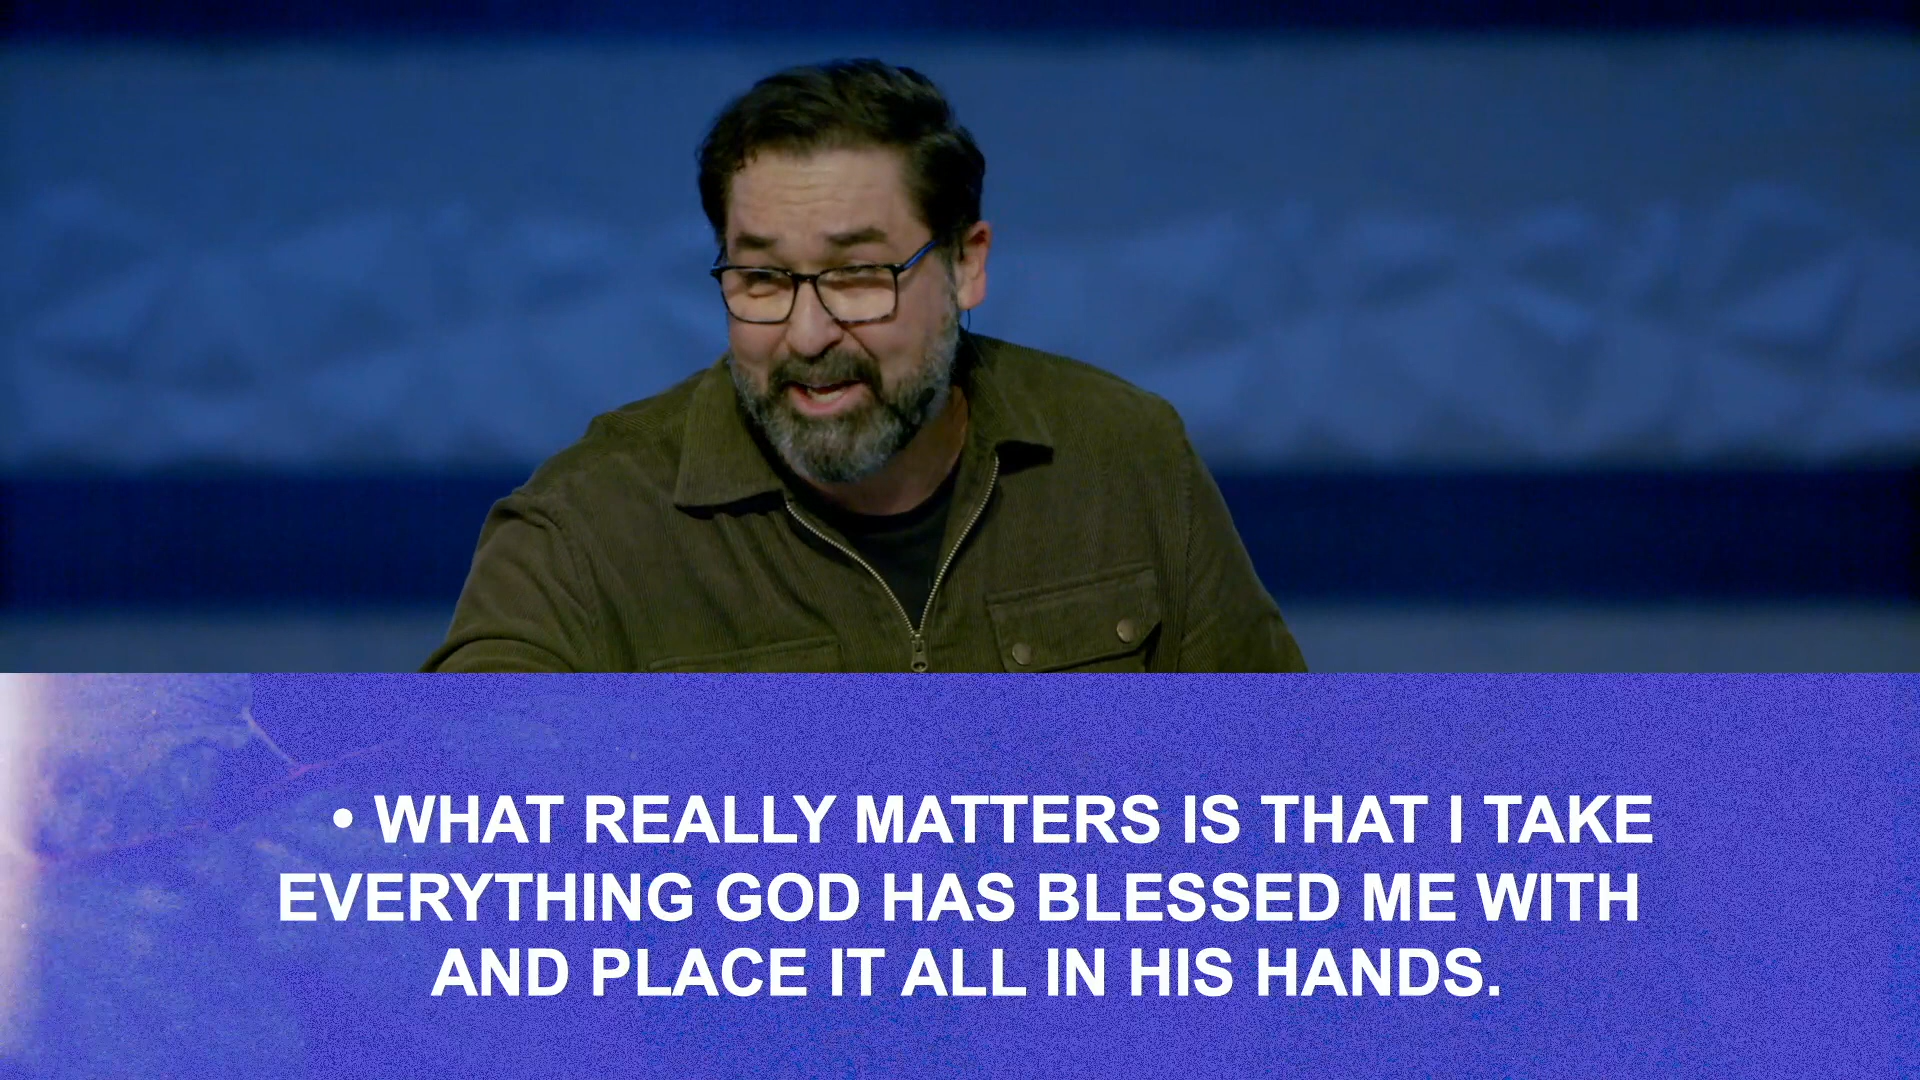 • WHAT REALLY MATTERS IS THAT I TAKE
EVERYTHING GOD HAS BLESSED ME WITH
AND PLACE IT ALL IN HIS HANDS.